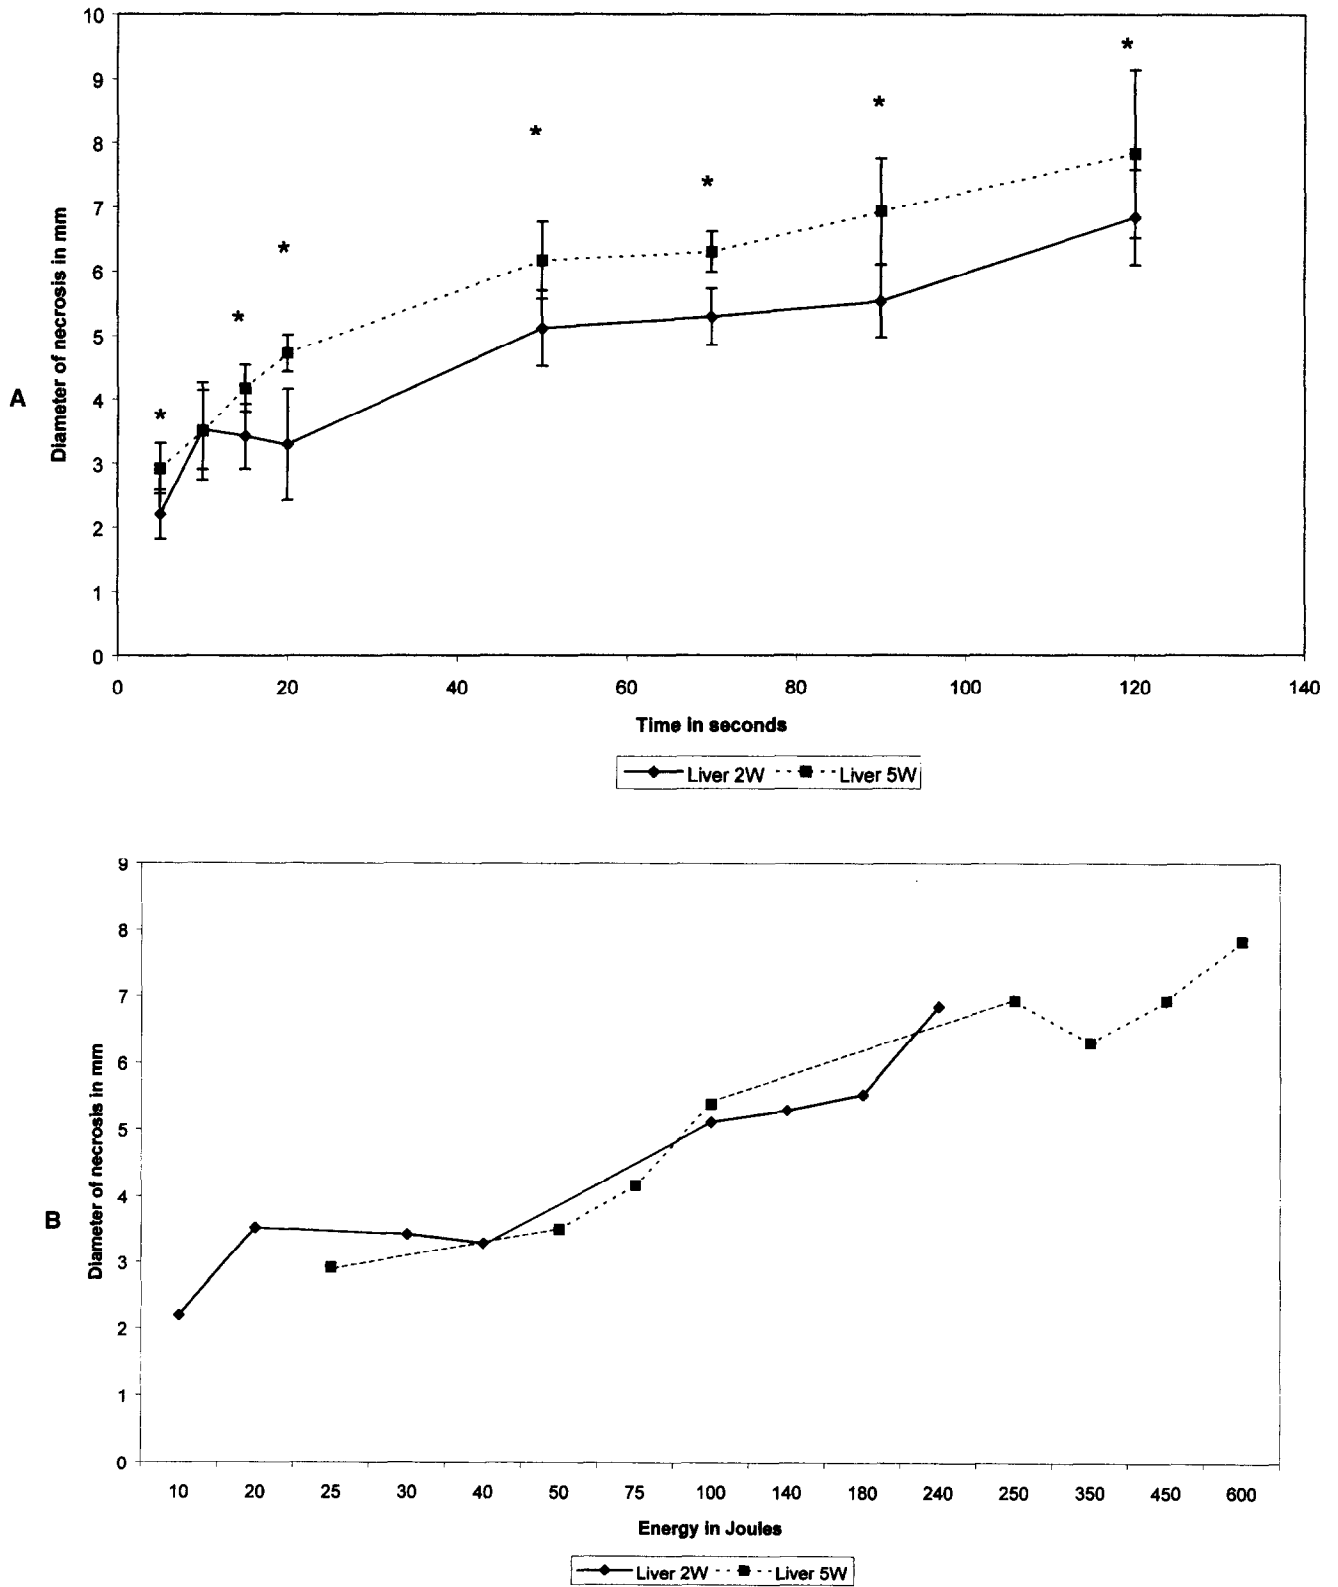 10
9
8
7
6
5
4
3
2
1
0
Diameter of necrosis in mm
A
* * * * * * *
0 20 40 60 80 100 120 140
Time in seconds
Liver 2W Liver 5W
9
8
7
6
5
4
3
2
1
0
Diameter of necrosis in mm
B
10 20 25 30 40 50 75 100 140 180 240 250 350 450 600
Energy in Joules
Liver 2W Liver 5W